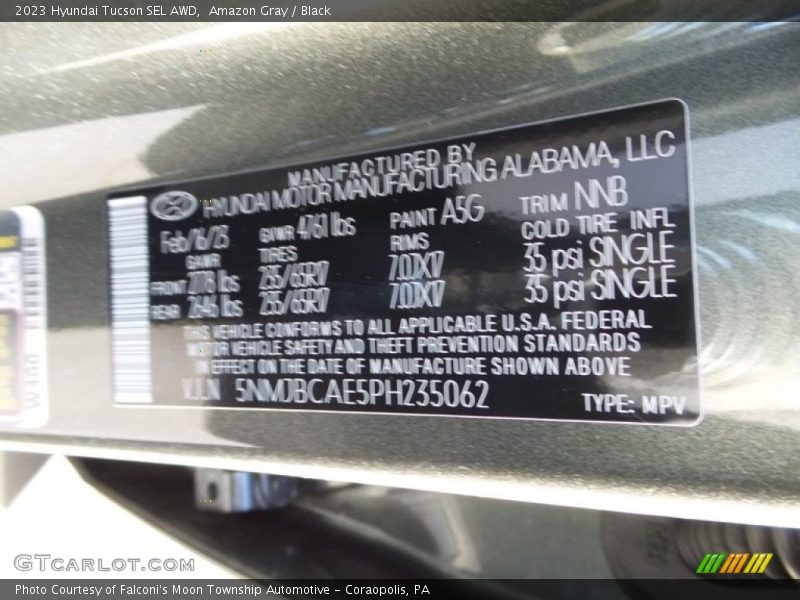 2023 Hyundai Tucson SEL AWD, Amazon Gray / Black
MANUFACTURED BY
HYUNDAI MOTOR MANUFACTURING ALABAMA, LLC
Feb/16/23 GVWR 4761 lbs PAINT A5G TRIM NNB
GAWR TIRES RIMS COLD TIRE INFL
FRONT 2778 lbs 235/65R17 7.0JX17 35 psi SINGLE
REAR 2646 lbs 235/65R17 7.0JX17 35 psi SINGLE
THIS VEHICLE CONFORMS TO ALL APPLICABLE U.S.A. FEDERAL
MOTOR VEHICLE SAFETY AND THEFT PREVENTION STANDARDS
IN EFFECT ON THE DATE OF MANUFACTURE SHOWN ABOVE
V.I.N 5NMJBCAE5PH235062 TYPE: MPV
GTCARLOT.COM
Photo Courtesy of Falconi's Moon Township Automotive - Coraopolis, PA